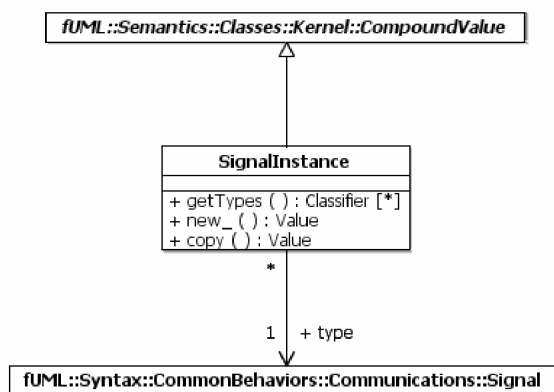 fUML::Semantics::Classes::Kernel::CompoundValue
SignalInstance
+ getTypes ( ) : Classifier [*]
+ new_ ( ) : Value
+ copy ( ) : Value
*
1 + type
fUML::Syntax::CommonBehaviors::Communications::Signal